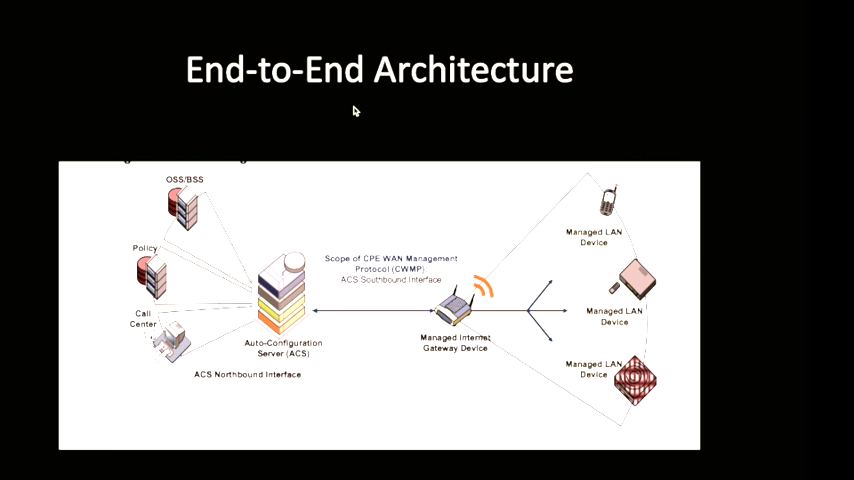 End-to-End Architecture
OSS/BSS
Policy
Call
Center
Auto-Configuration
Server (ACS)
ACS Northbound Interface
Scope of CPE WAN Management
Protocol (CWMP):
ACS Southbound Interface
Managed Internet
Gateway Device
Managed LAN
Device
Managed LAN
Device
Managed LAN
Device